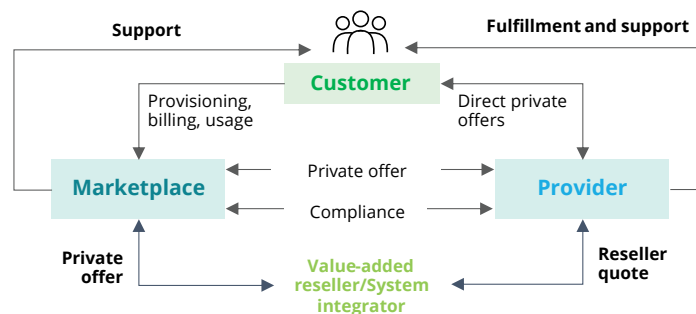 Support
Fulfillment and support
Customer
Provisioning,
billing, usage
Direct private
offers
Marketplace
Private offer
Provider
Compliance
Private
offer
Value-added
reseller/System
integrator
Reseller
quote